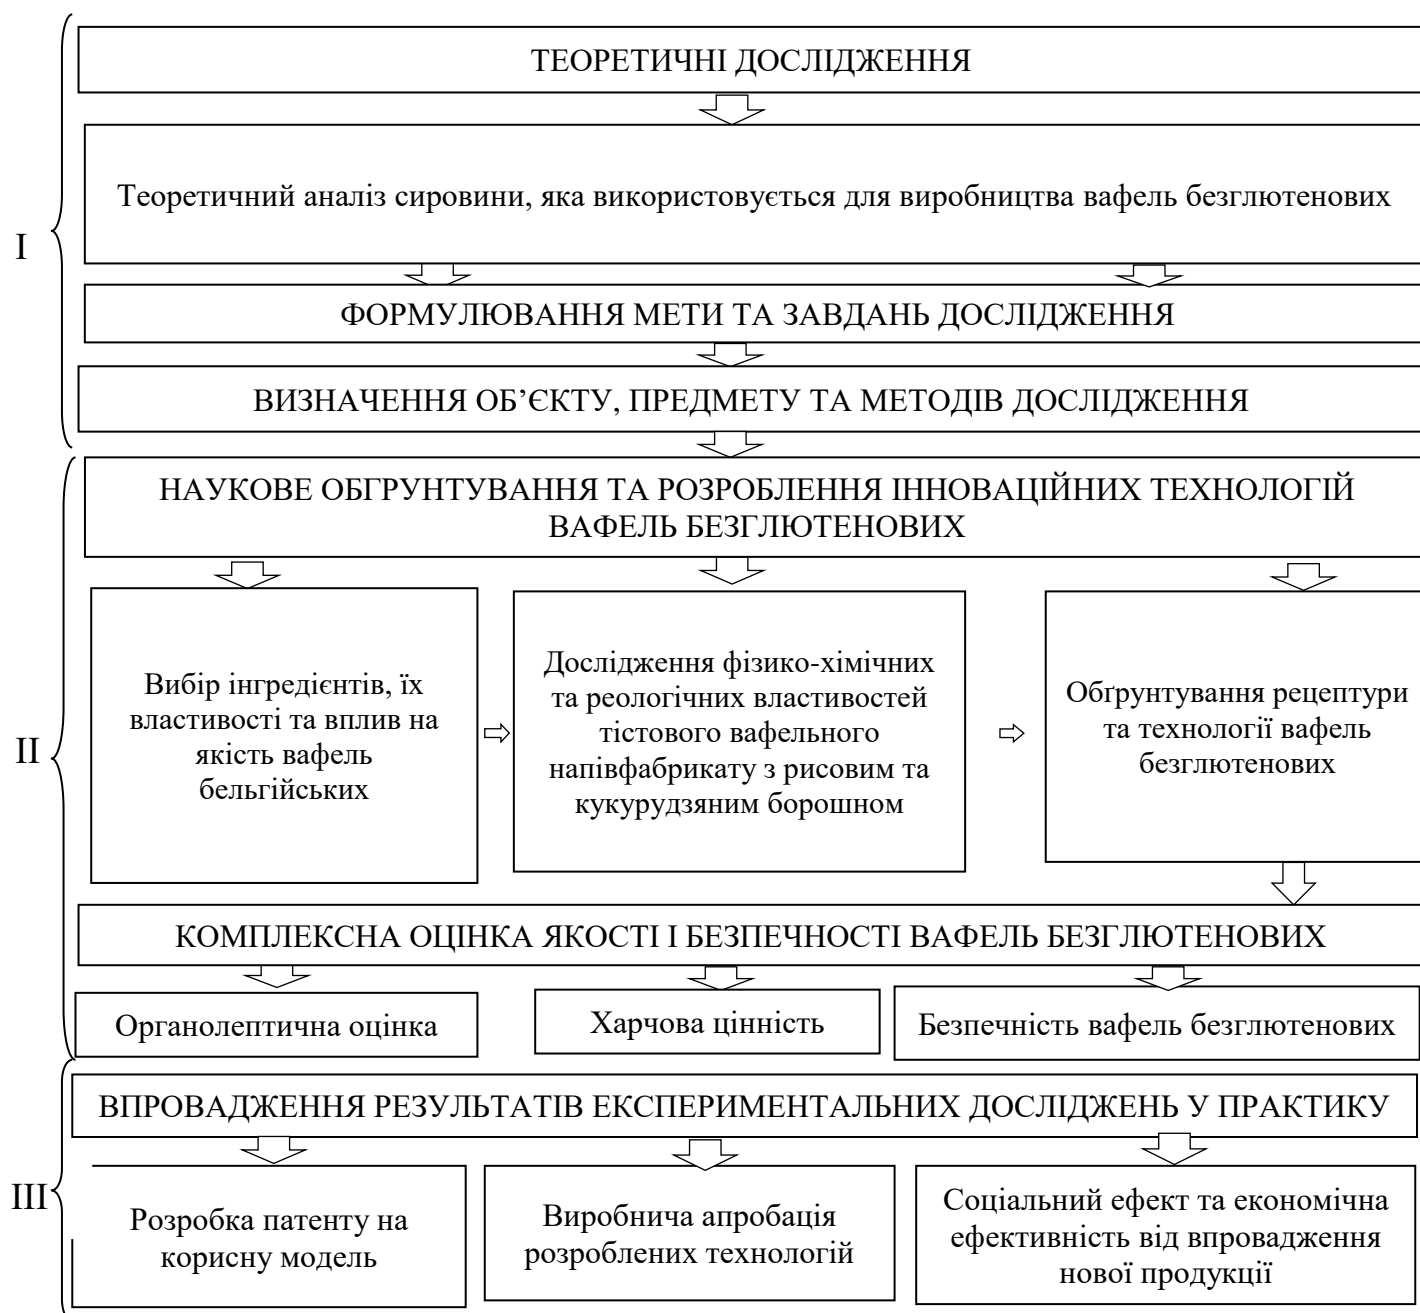 ТЕОРЕТИЧНІ ДОСЛІДЖЕННЯ
Теоретичний аналіз сировини, яка використовується для виробництва вафель безглютенових
I
ФОРМУЛЮВАННЯ МЕТИ ТА ЗАВДАНЬ ДОСЛІДЖЕННЯ
ВИЗНАЧЕННЯ ОБ’ЄКТУ, ПРЕДМЕТУ ТА МЕТОДІВ ДОСЛІДЖЕННЯ
НАУКОВЕ ОБГРУНТУВАННЯ ТА РОЗРОБЛЕННЯ ІННОВАЦІЙНИХ ТЕХНОЛОГІЙ
ВАФЕЛЬ БЕЗГЛЮТЕНОВИХ
II
Вибір інгредієнтів, їх
властивості та вплив на
якість вафель
бельгійських
Дослідження фізико-хімічних
та реологічних властивостей
тістового вафельного
напівфабрикату з рисовим та
кукурудзяним борошном
Обґрунтування рецептури
та технології вафель
безглютенових
КОМПЛЕКСНА ОЦІНКА ЯКОСТІ І БЕЗПЕЧНОСТІ ВАФЕЛЬ БЕЗГЛЮТЕНОВИХ
Органолептична оцінка
Харчова цінність
Безпечність вафель безглютенових
ВПРОВАДЖЕННЯ РЕЗУЛЬТАТІВ ЕКСПЕРИМЕНТАЛЬНИХ ДОСЛІДЖЕНЬ У ПРАКТИКУ
III
Розробка патенту на
корисну модель
Виробнича апробація
розроблених технологій
Соціальний ефект та економічна
ефективність від впровадження
нової продукції